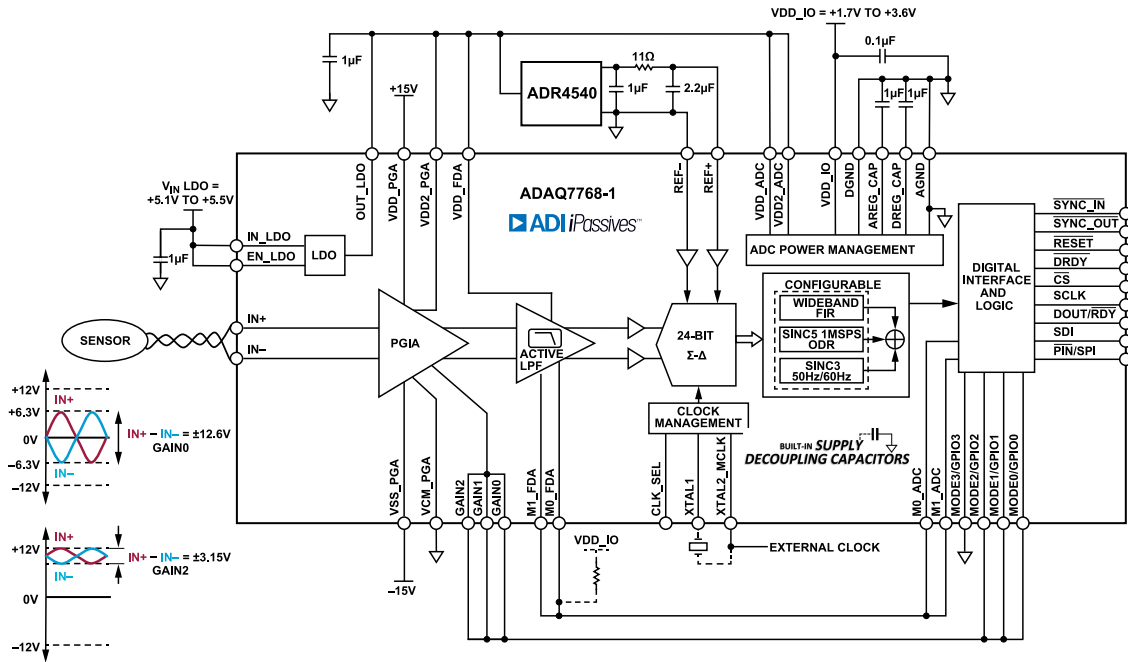 VDD_IO = +1.7V TO +3.6V
1µF
+15V
ADR4540
11Ω
1µF
2.2µF
0.1µF
1µF
1µF
V_IN LDO =
+5.1V TO +5.5V
1µF
OUT_LDO
VDD_PGA
VDD2_PGA
VDD_FDA
REF–
REF+
VDD_ADC
VDD2_ADC
VDD_IO
DGND
AREG_CAP
DREG_CAP
AGND
ADAQ7768-1
ADI iPassives™
IN_LDO
EN_LDO
LDO
ADC POWER MANAGEMENT
DIGITAL
INTERFACE
AND
LOGIC
SYNC_IN
SYNC_OUT
RESET
DRDY
CS
SCLK
DOUT/RDY
SDI
PIN/SPI
SENSOR
IN+
IN–
PGIA
ACTIVE
LPF
24-BIT
Σ-Δ
CONFIGURABLE
WIDEBAND
FIR
SINC5 1MSPS
ODR
SINC3
50Hz/60Hz
CLOCK
MANAGEMENT
BUILT-IN SUPPLY
DECOUPLING CAPACITORS
+12V
IN+
+6.3V
0V
IN+ – IN– = ±12.6V
GAIN0
–6.3V
IN–
–12V
VSS_PGA
VCM_PGA
GAIN2
GAIN1
GAIN0
M1_FDA
M0_FDA
CLK_SEL
XTAL1
XTAL2_MCLK
M0_ADC
M1_ADC
MODE3/GPIO3
MODE2/GPIO2
MODE1/GPIO1
MODE0/GPIO0
IN+
+12V
IN+ – IN– = ±3.15V
GAIN2
IN–
0V
–12V
–15V
VDD_IO
EXTERNAL CLOCK